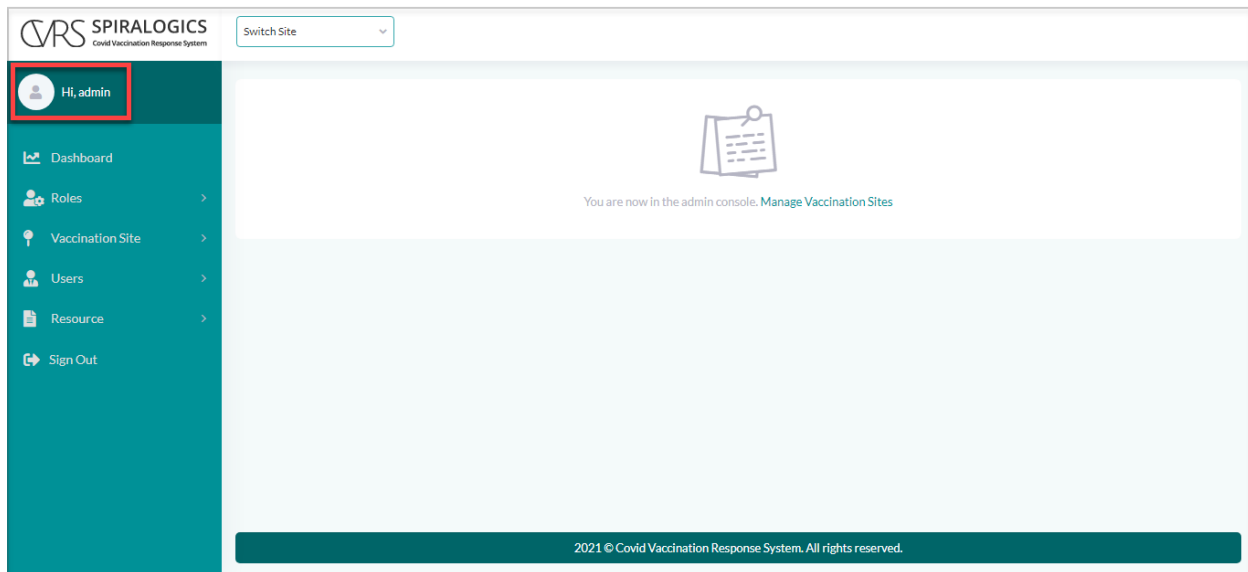 CVRS SPIRALOGICS
Covid Vaccination Response System
Switch Site
Hi, admin
Dashboard
Roles
Vaccination Site
Users
Resource
Sign Out
You are now in the admin console. Manage Vaccination Sites
2021 © Covid Vaccination Response System. All rights reserved.